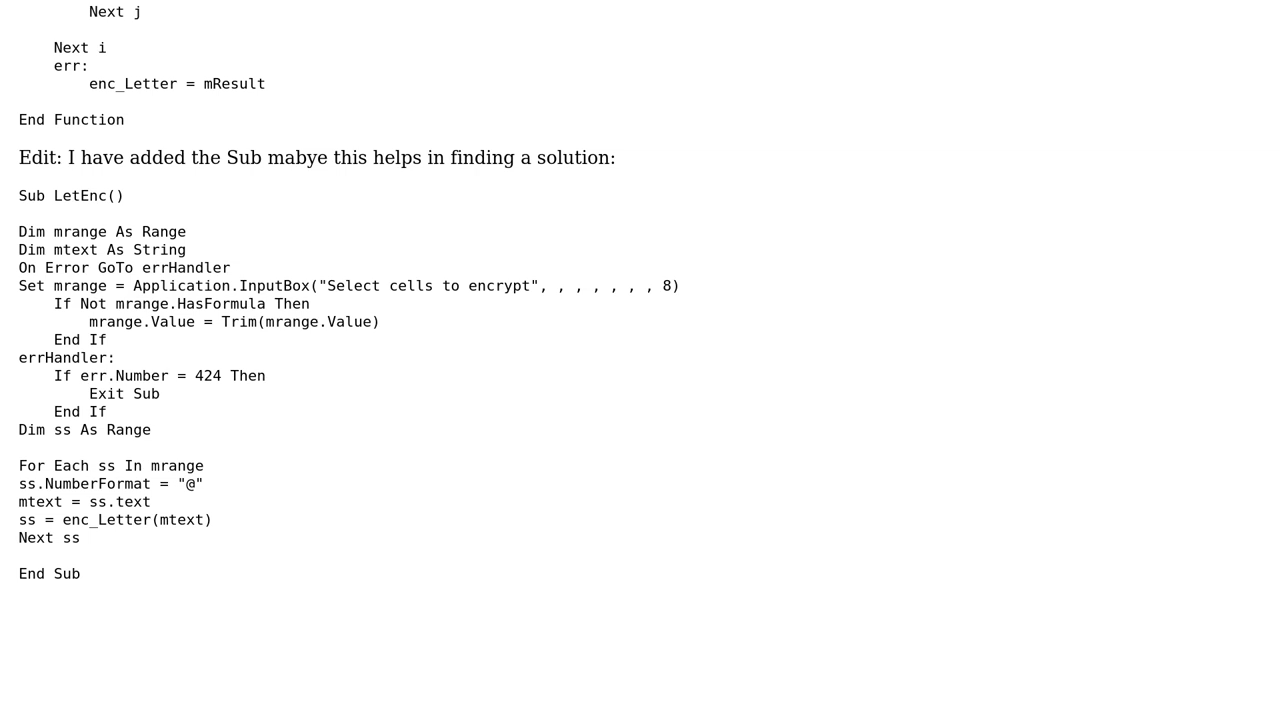 Next j

    Next i
    err:
        enc_Letter = mResult

End Function

Edit: I have added the Sub mabye this helps in finding a solution:

Sub LetEnc()

Dim mrange As Range
Dim mtext As String
On Error GoTo errHandler
Set mrange = Application.InputBox("Select cells to encrypt", , , , , , , 8)
    If Not mrange.HasFormula Then
        mrange.Value = Trim(mrange.Value)
    End If
errHandler:
    If err.Number = 424 Then
        Exit Sub
    End If
Dim ss As Range

For Each ss In mrange
ss.NumberFormat = "@"
mtext = ss.text
ss = enc_Letter(mtext)
Next ss

End Sub